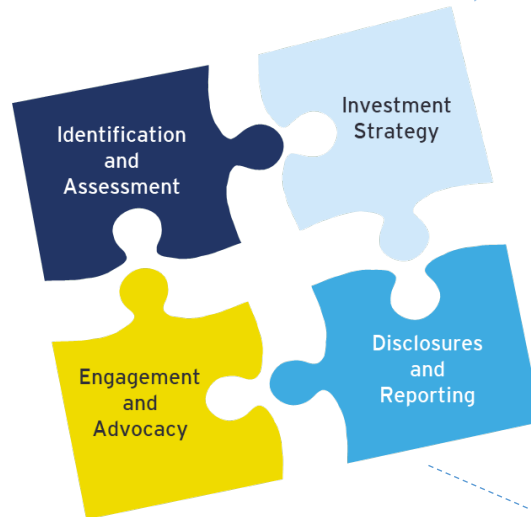 Identification
and
Assessment
Investment
Strategy
Engagement
and
Advocacy
Disclosures
and
Reporting